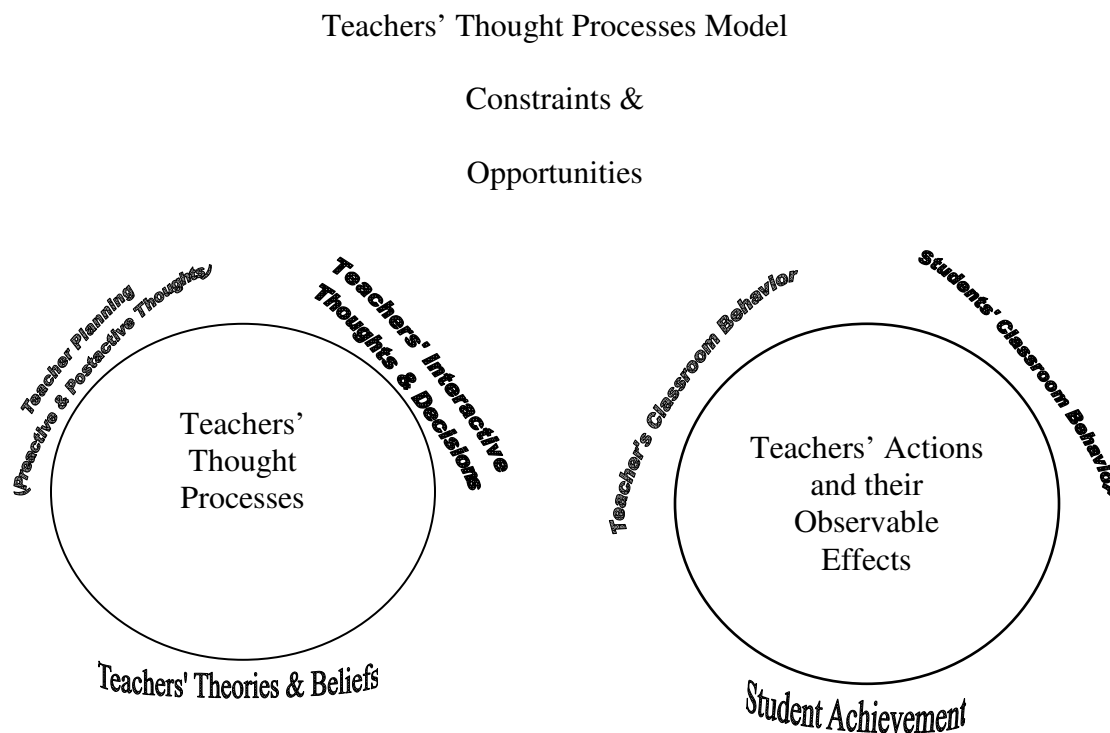 Teachers’ Thought Processes Model
Constraints &
Opportunities
Teacher Planning
(Preactive & Postactive Thoughts)
Teachers' Interactive
Thoughts & Decisions
Teachers’
Thought
Processes
Teachers' Theories & Beliefs
Teacher's Classroom Behavior
Students' Classroom Behavior
Teachers’ Actions
and their
Observable
Effects
Student Achievement